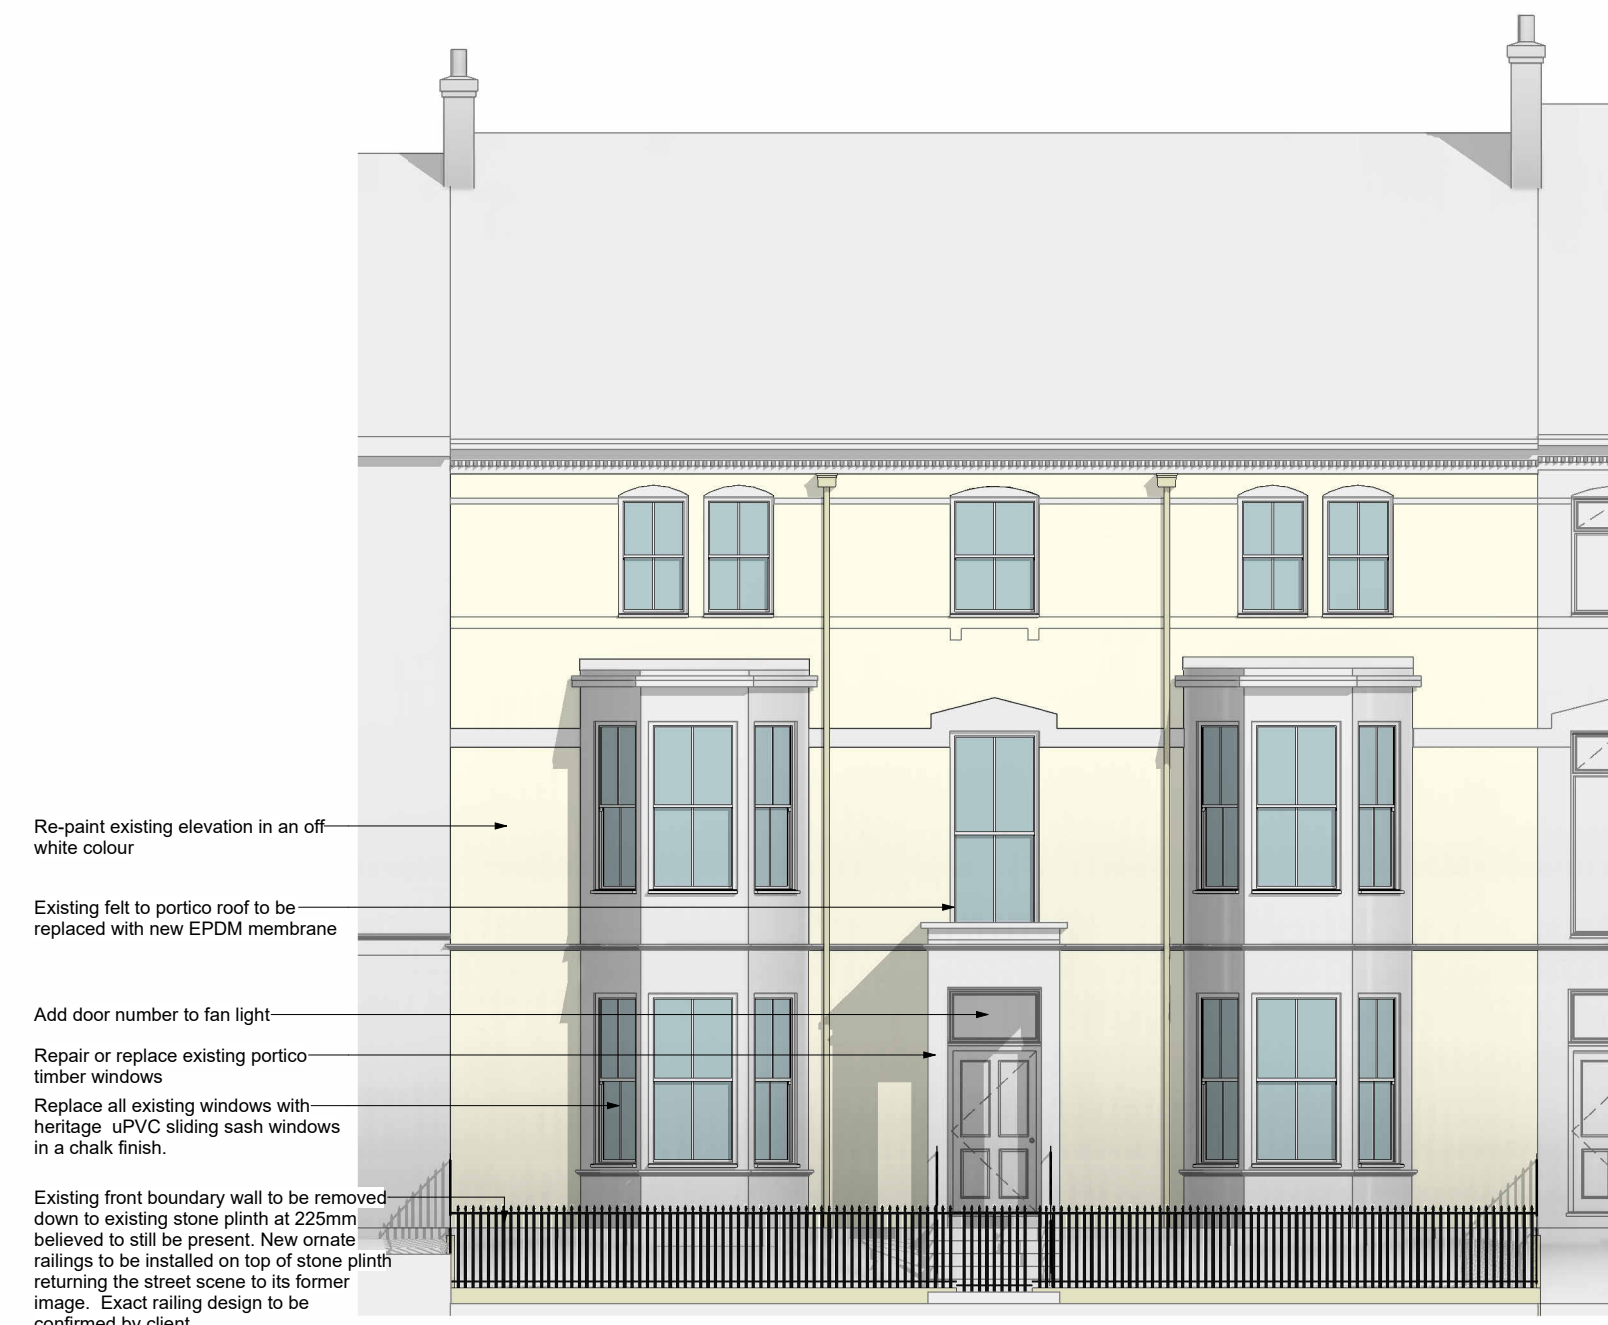 Re-paint existing elevation in an off
white colour
Existing felt to portico roof to be
replaced with new EPDM membrane
Add door number to fan light
Repair or replace existing portico
timber windows
Replace all existing windows with
heritage  uPVC sliding sash windows
in a chalk finish.
Existing front boundary wall to be removed
down to existing stone plinth at 225mm
believed to still be present. New ornate
railings to be installed on top of stone plinth
returning the street scene to its former
image.  Exact railing design to be
confirmed by client